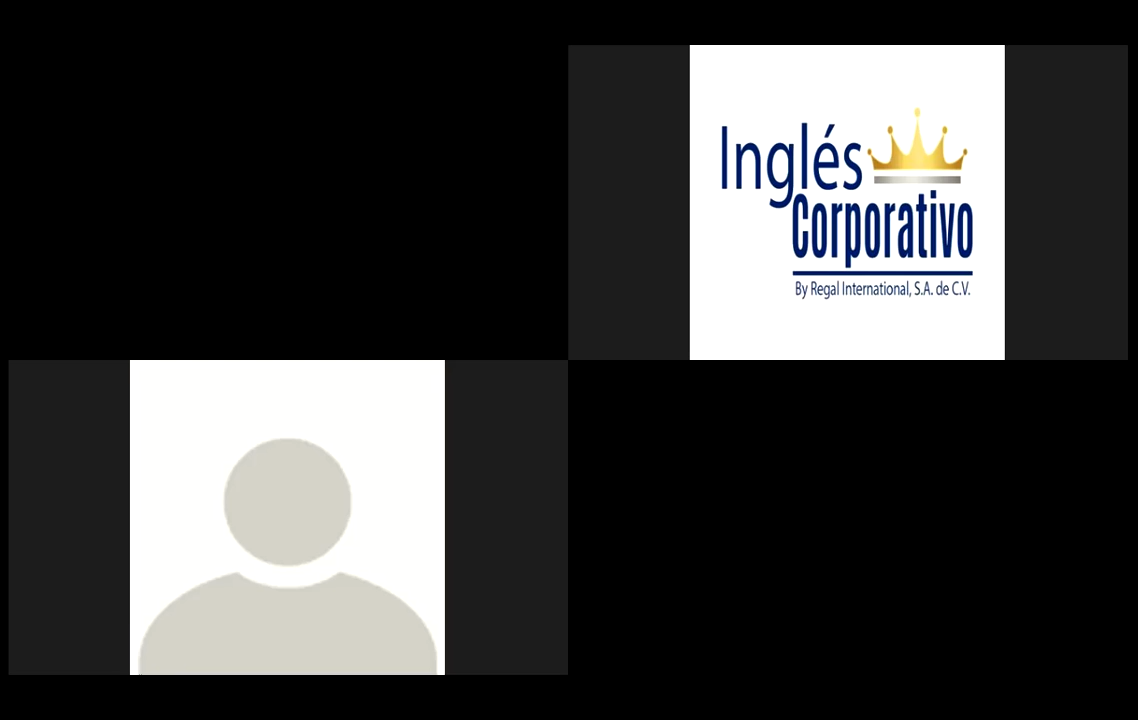 Inglés
Corporativo
By Regal International, S.A. de C.V.